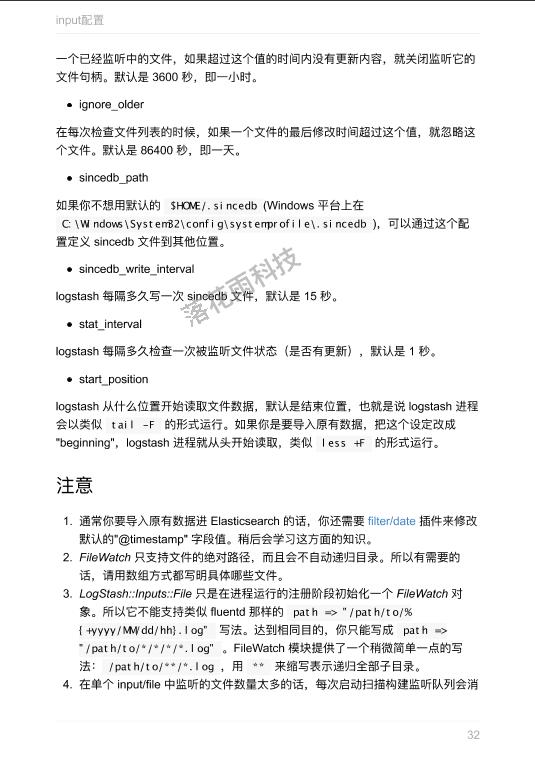 input配置
一个已经监听中的文件，如果超过这个值的时间内没有更新内容，就关闭监听它的
文件句柄。默认是 3600 秒，即一小时。
• ignore_older
在每次检查文件列表的时候，如果一个文件的最后修改时间超过这个值，就忽略这
个文件。默认是 86400 秒，即一天。
• sincedb_path
如果你不想用默认的 $HOME/.sincedb (Windows 平台上在
C:\Windows\System32\config\systemprofile\.sincedb )，可以通过这个配
置定义 sincedb 文件到其他位置。
• sincedb_write_interval
logstash 每隔多久写一次 sincedb 文件，默认是 15 秒。
• stat_interval
logstash 每隔多久检查一次被监听文件状态（是否有更新），默认是 1 秒。
• start_position
logstash 从什么位置开始读取文件数据，默认是结束位置，也就是说 logstash 进程
会以类似 tail -F 的形式运行。如果你是要导入原有数据，把这个设定改成
"beginning"，logstash 进程就从头开始读取，类似 less +F 的形式运行。
落花雨科技
注意
1. 通常你要导入原有数据进 Elasticsearch 的话，你还需要 filter/date 插件来修改
默认的"@timestamp" 字段值。稍后会学习这方面的知识。
2. FileWatch 只支持文件的绝对路径，而且会不自动递归目录。所以有需要的
话，请用数组方式都写明具体哪些文件。
3. LogStash::Inputs::File 只是在进程运行的注册阶段初始化一个 FileWatch 对
象。所以它不能支持类似 fluentd 那样的 path => "/path/to/%
{+yyyy/MM/dd/hh}.log" 写法。达到相同目的，你只能写成 path =>
"/path/to/*/*/*/*.log" 。FileWatch 模块提供了一个稍微简单一点的写
法： /path/to/**/*.log ，用 ** 来缩写表示递归全部子目录。
4. 在单个 input/file 中监听的文件数量太多的话，每次启动扫描构建监听队列会消
32